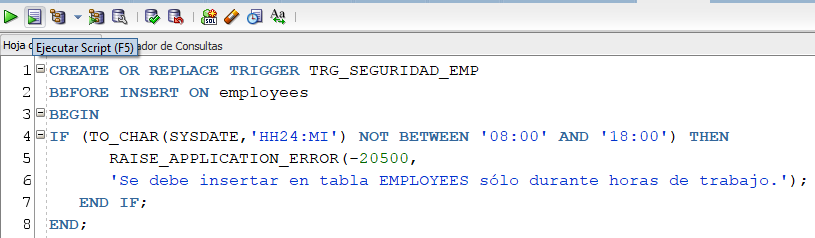 Hoja d
Ejecutar Script (F5)
ador de Consultas
1 CREATE OR REPLACE TRIGGER TRG_SEGURIDAD_EMP
2 BEFORE INSERT ON employees
3 BEGIN
4 IF (TO_CHAR(SYSDATE,'HH24:MI') NOT BETWEEN '08:00' AND '18:00') THEN
5 RAISE_APPLICATION_ERROR(-20500,
6 'Se debe insertar en tabla EMPLOYEES sólo durante horas de trabajo.');
7 END IF;
8 END;